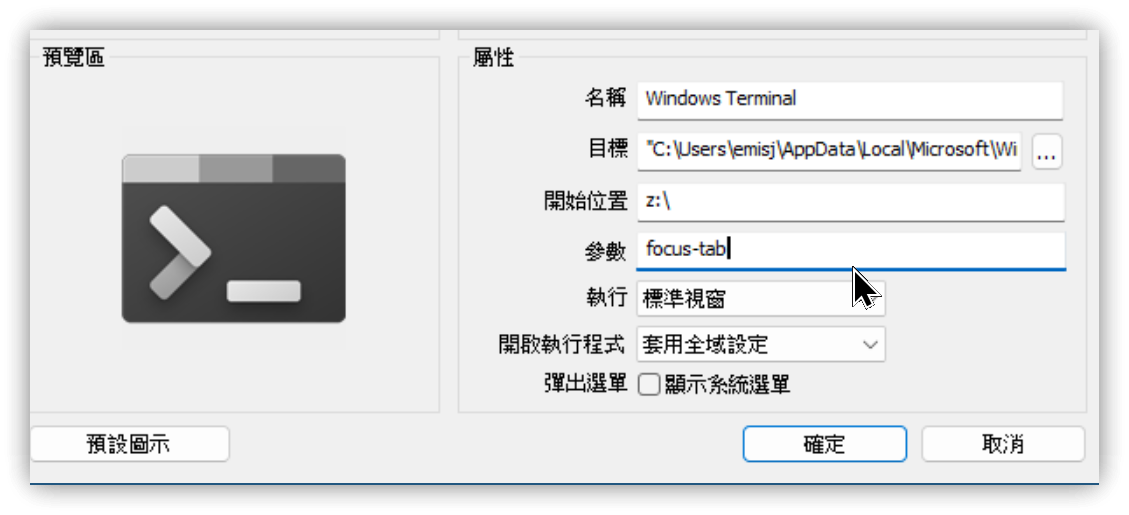 預覽區
屬性
名稱 Windows Terminal
目標 "C:\Users\emisj\AppData\Local\Microsoft\Wi ...
開始位置 z:\
參數 focus-tab
執行 標準視窗
開啟執行程式 套用全域設定
彈出選單 顯示系統選單
預設圖示 確定 取消